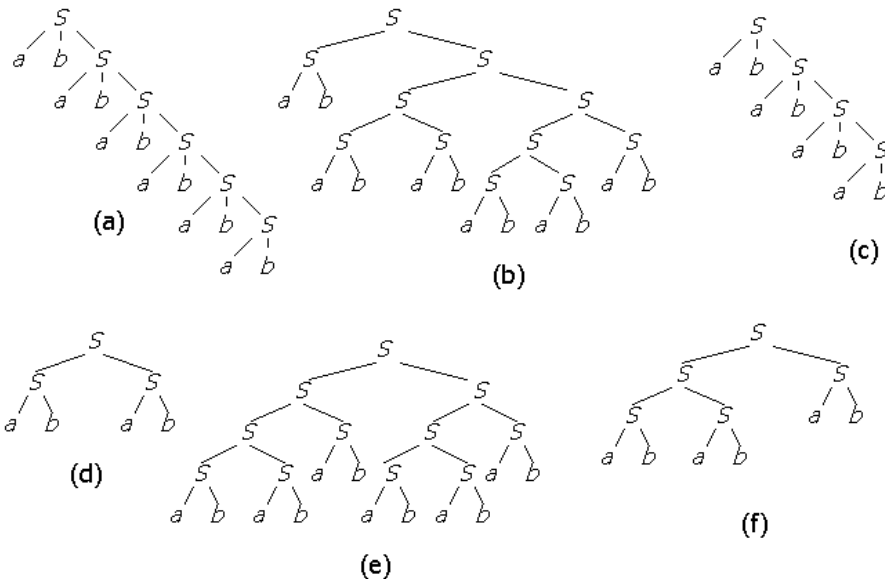 S
a b S
a b S
a b S
a b S
a b S
a b
(a)
S
S S
a b S S
S S S S
a b a b S S a b
a b a b
(b)
S
a b S
a b S
a b S
a b
(c)
S
S S
a b a b
(d)
S
S S
S S S S
S S a b S S a b
a b a b a b a b
(e)
S
S S
S S a b
a b a b
(f)